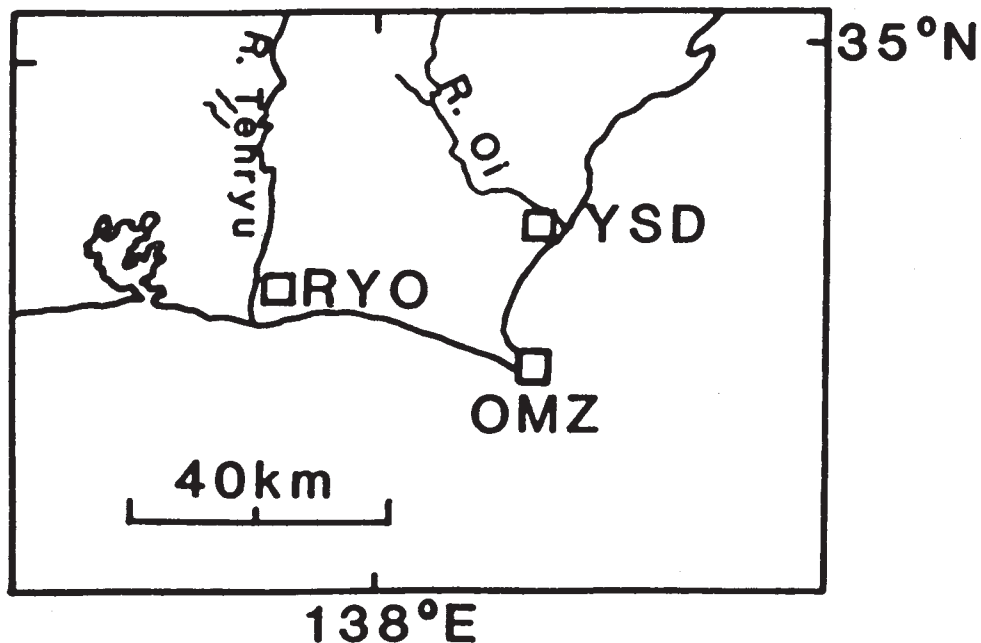 35°N
R. Tenryu
R. Oi
YSD
RYO
OMZ
40km
138°E